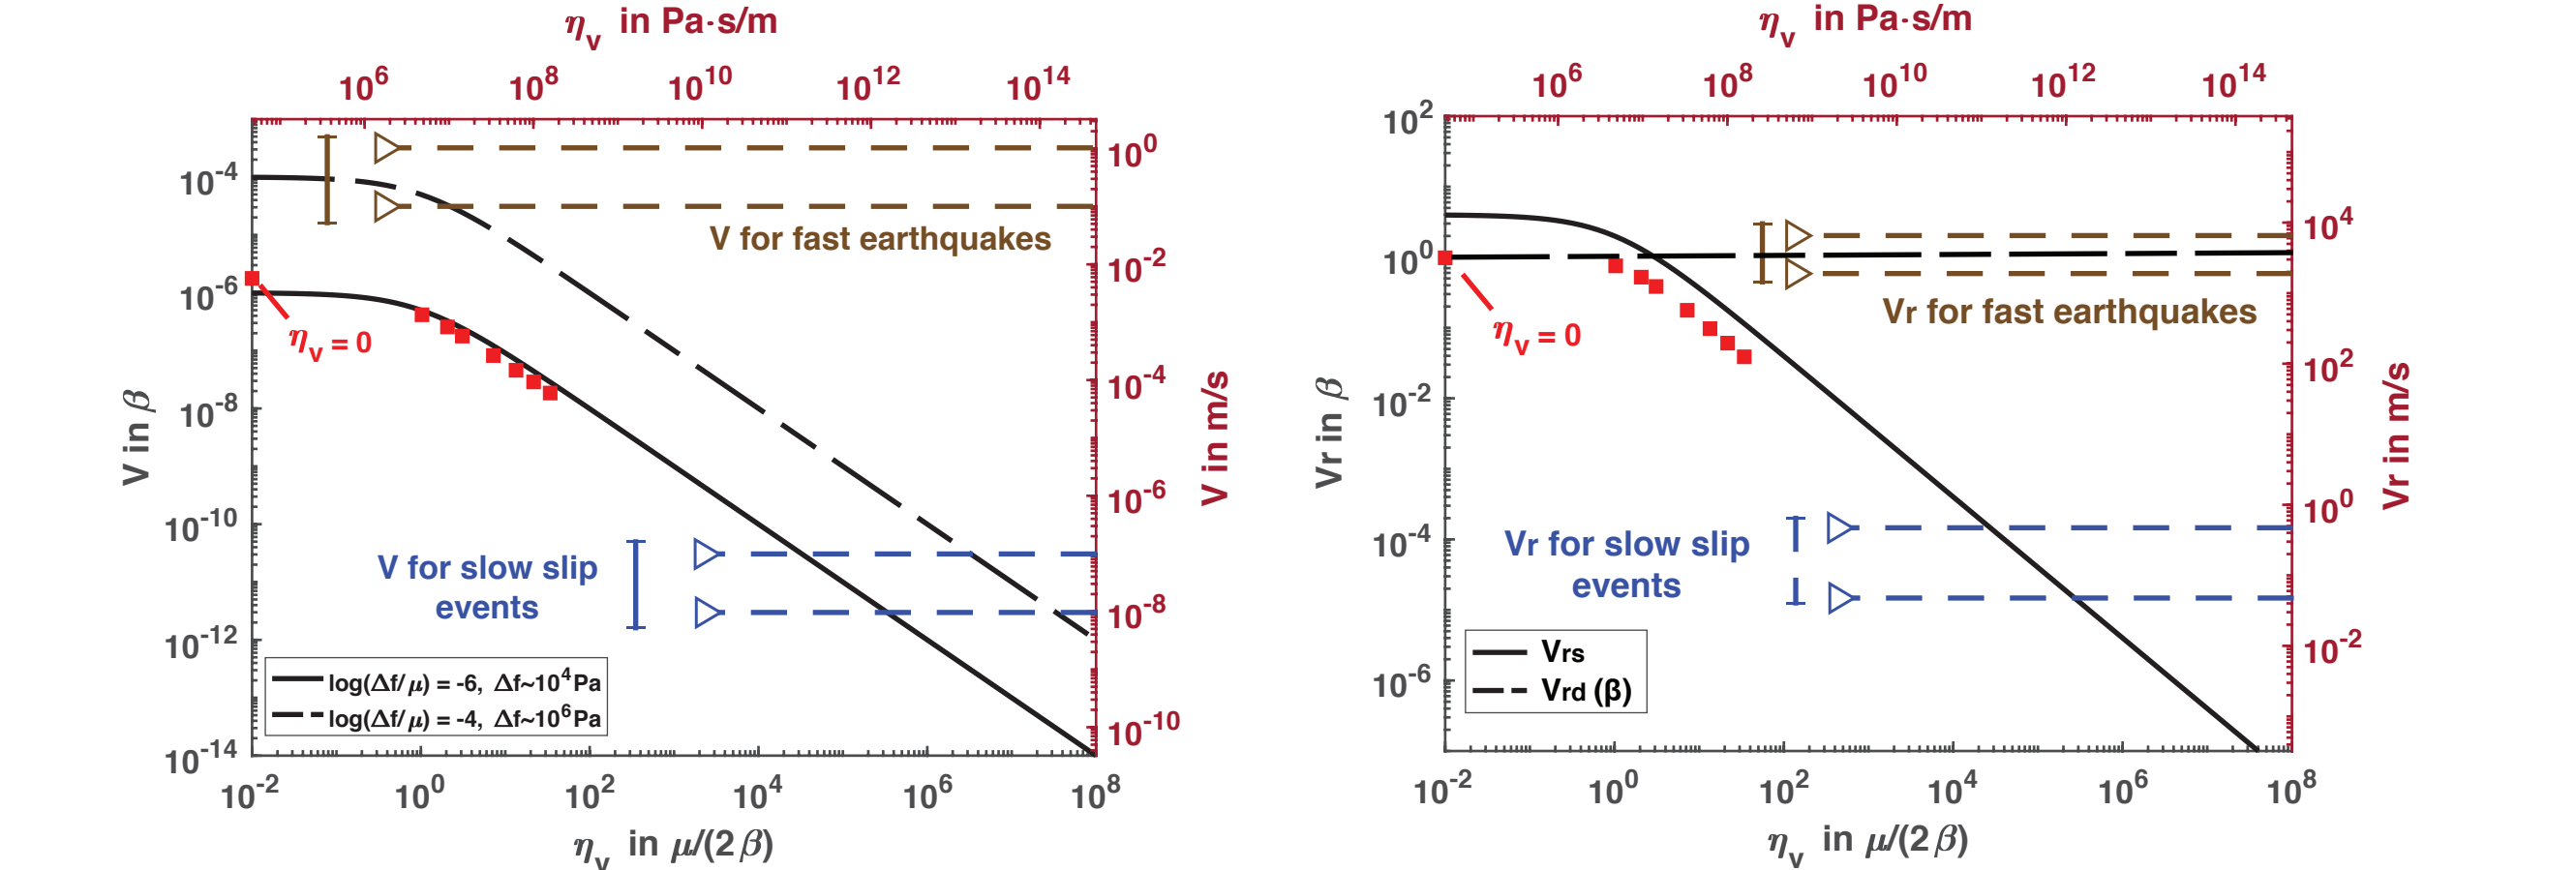 η_v in Pa·s/m
10^6 10^8 10^10 10^12 10^14
V in β
10^-4
10^-6
10^-8
10^-10
10^-12
10^-14
η_v = 0
V for fast earthquakes
V for slow slip
events
log(Δf/μ) = -6, Δf~10^4Pa
log(Δf/μ) = -4, Δf~10^6Pa
10^0
10^-2
10^-4
10^-6
10^-8
10^-10
V in m/s
10^-2 10^0 10^2 10^4 10^6 10^8
η_v in μ/(2β)
η_v in Pa·s/m
10^6 10^8 10^10 10^12 10^14
Vr in β
10^2
10^0
10^-2
10^-4
10^-6
η_v = 0
Vr for fast earthquakes
Vr for slow slip
events
Vrs
Vrd (β)
10^4
10^2
10^0
10^-2
Vr in m/s
10^-2 10^0 10^2 10^4 10^6 10^8
η_v in μ/(2β)